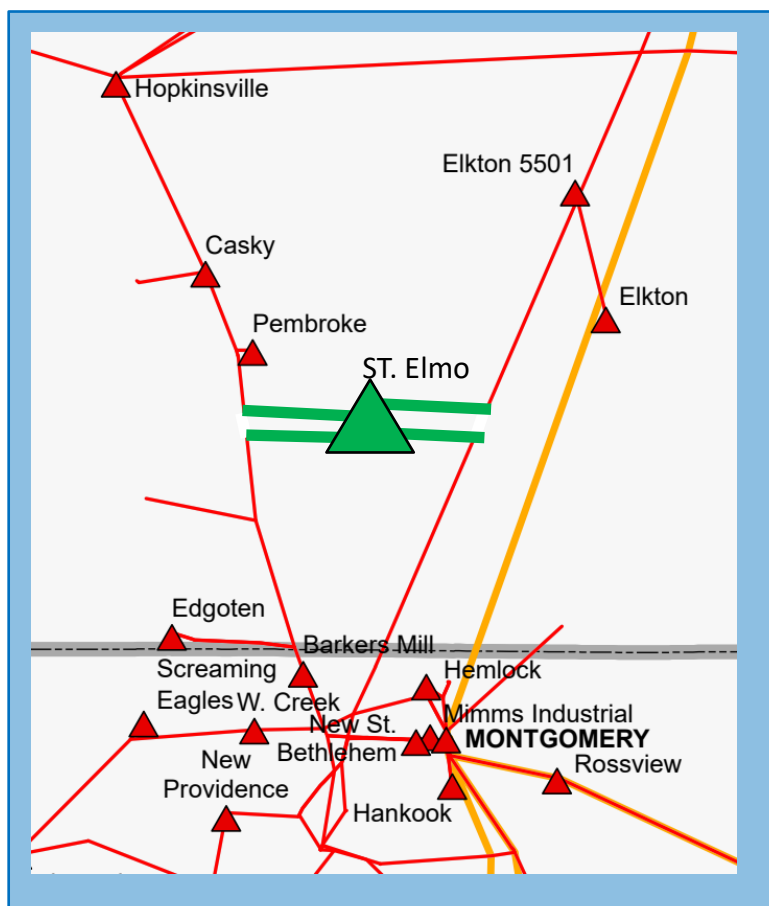 Hopkinsville
Elkton 5501
Casky
Elkton
Pembroke
ST. Elmo
Edgoten
Barkers Mill
Screaming
Eagles
Hemlock
W. Creek
New St.
Bethlehem
Mimms Industrial
MONTGOMERY
New
Providence
Rossview
Hankook